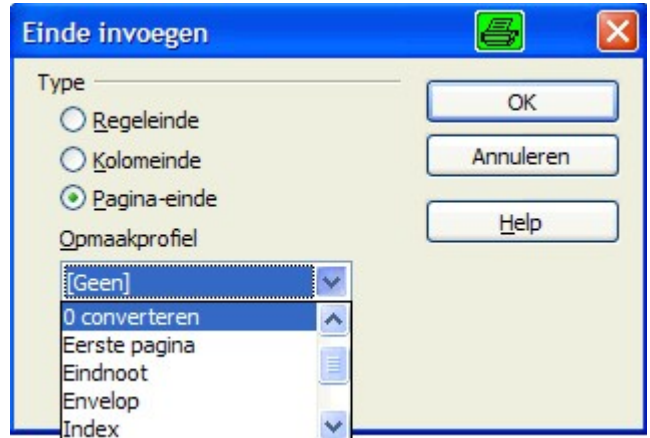 Einde invoegen
Type
Regeleinde
Kolomeinde
Pagina-einde
Opmaakprofiel
[Geen]
0 converteren
Eerste pagina
Eindnoot
Envelop
Index
OK
Annuleren
Help